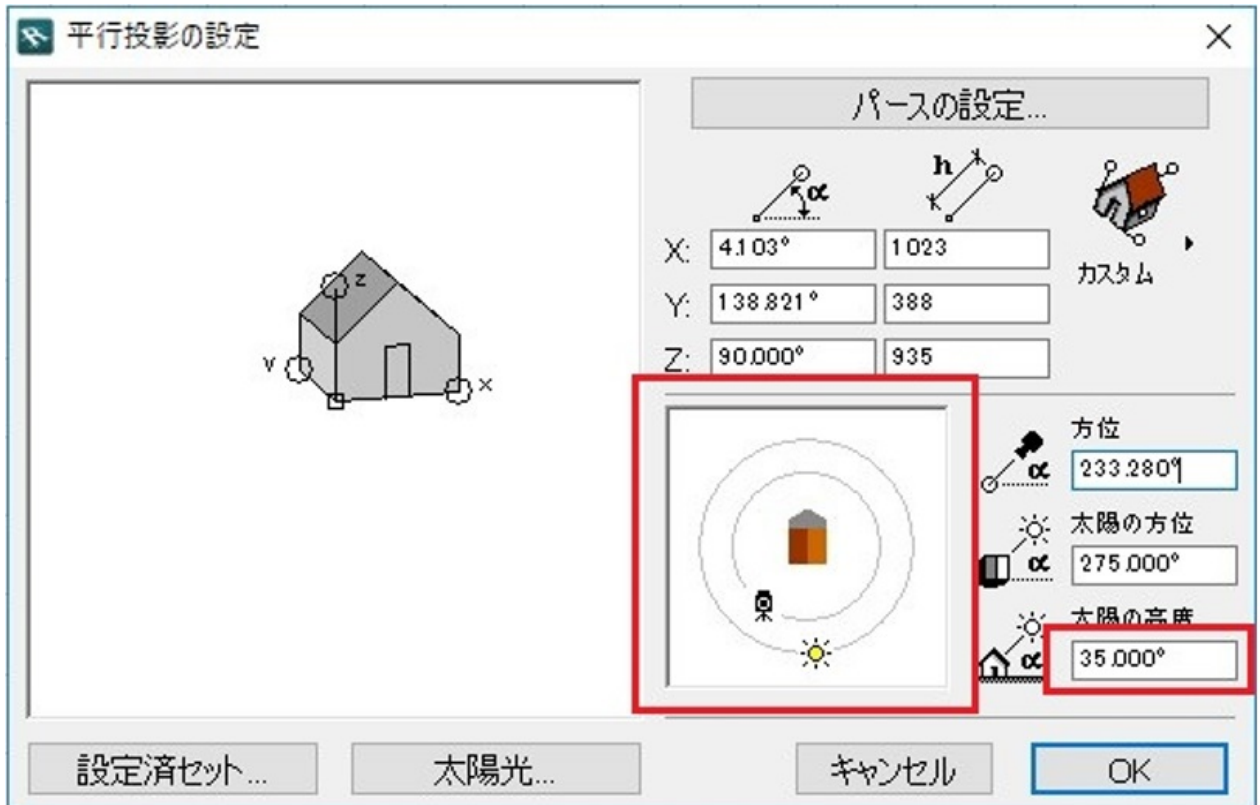 平行投影の設定
パースの設定...
α
h
X: 4.103° 1023
カスタム
Y: 138.821° 388
Z: 90.000° 935
z
Y
x
方位
α 233.280°
太陽の方位
α 275.000°
太陽の高度
α 35.000°
設定済セット...
太陽光...
キャンセル
OK